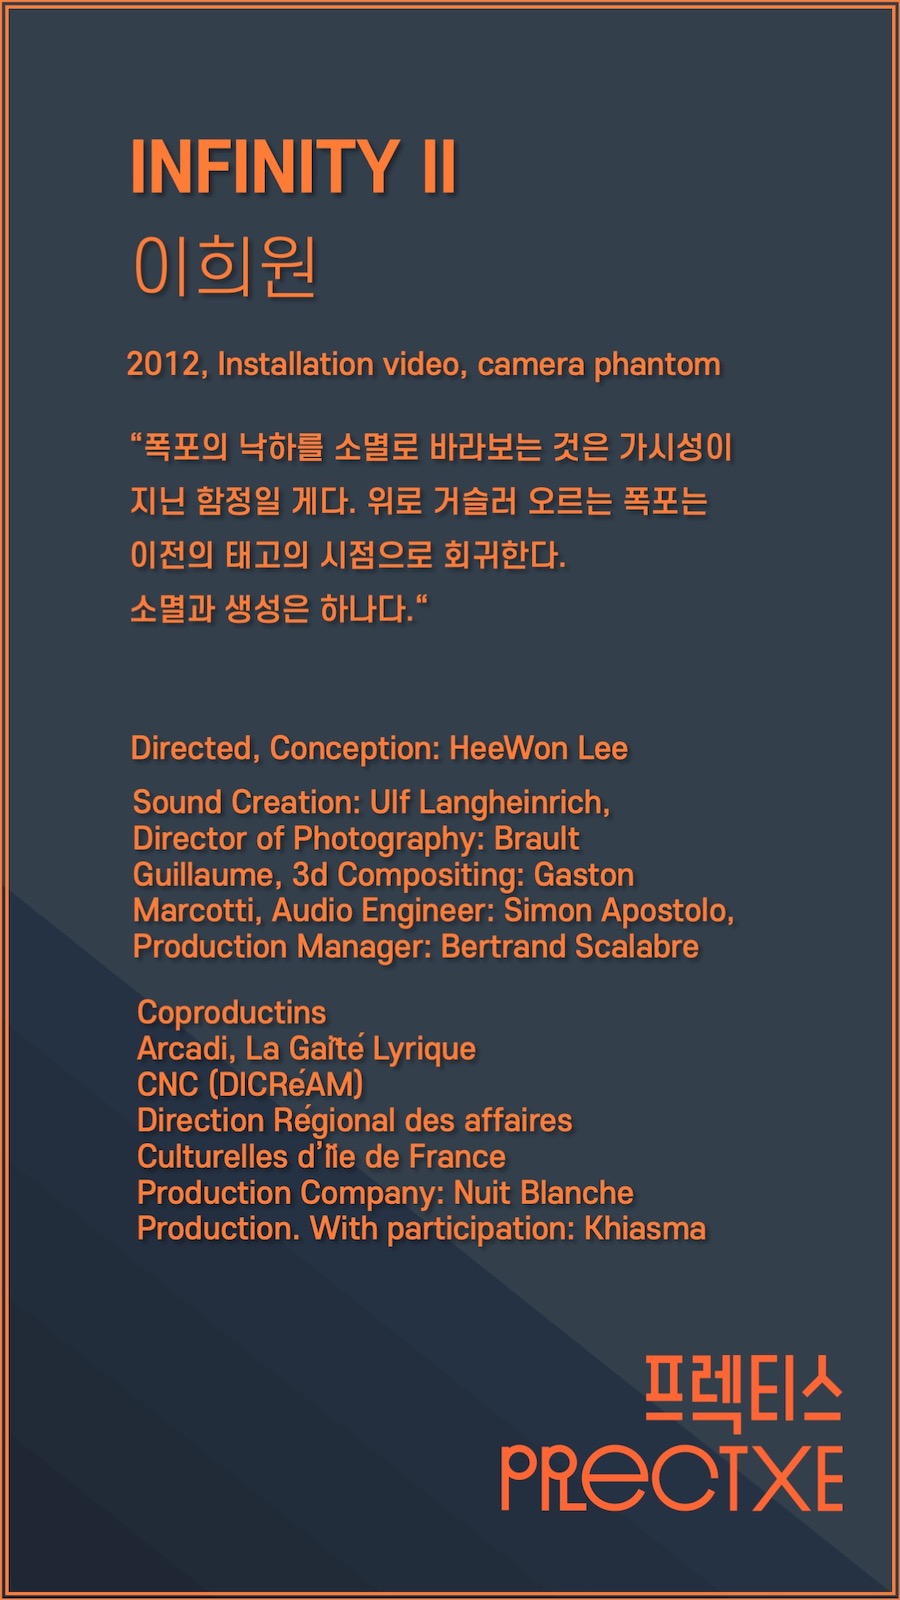 INFINITY II
이희원
2012, Installation video, camera phantom
“폭포의 낙하를 소멸로 바라보는 것은 가시성이
지닌 함정일 게다. 위로 거슬러 오르는 폭포는
이전의 태고의 시점으로 회귀한다.
소멸과 생성은 하나다.“
Directed, Conception: HeeWon Lee
Sound Creation: Ulf Langheinrich,
Director of Photography: Brault
Guillaume, 3d Compositing: Gaston
Marcotti, Audio Engineer: Simon Apostolo,
Production Manager: Bertrand Scalabre
Coproductins
Arcadi, La Gaîté Lyrique
CNC (DICRéAM)
Direction Régional des affaires
Culturelles d’île de France
Production Company: Nuit Blanche
Production. With participation: Khiasma
프렉티스
PRECTXE